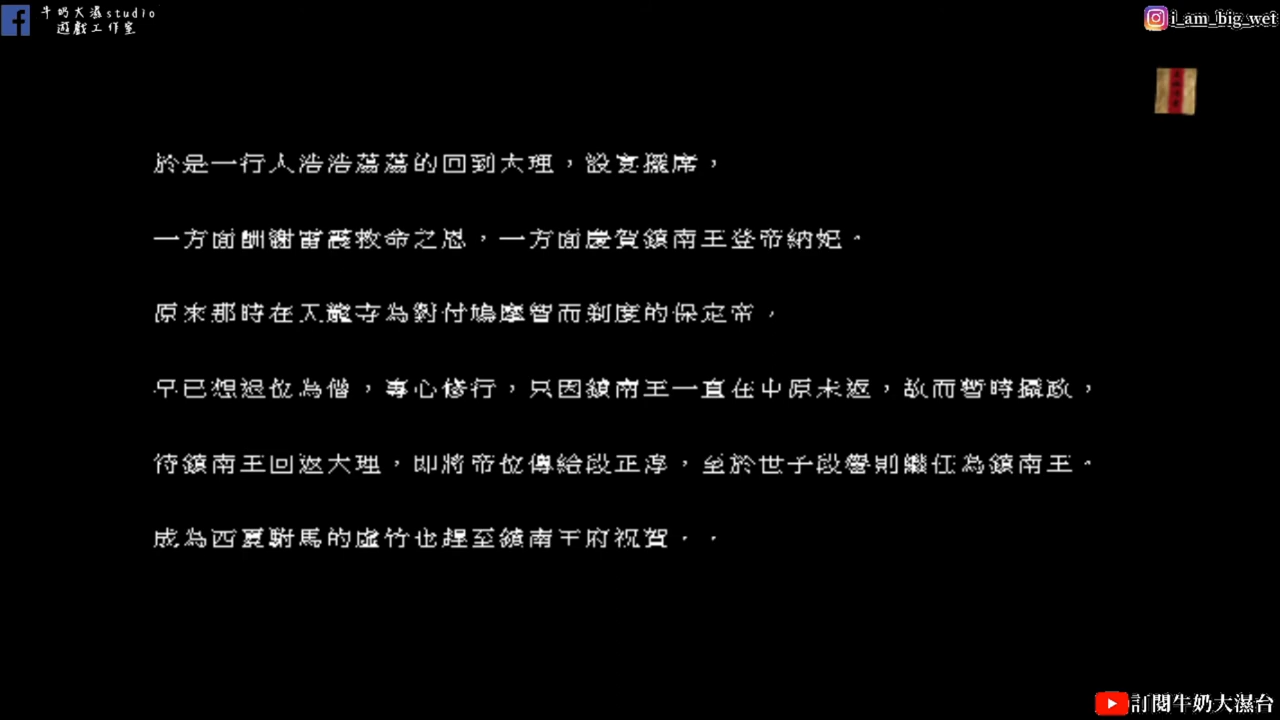 牛奶大濕studio
遊戲工作室
i_am_big_wet
於是一行人浩浩蕩蕩的回到大理，設宴擺席，
一方面酬謝雷震救命之恩，一方面慶賀鎮南王登帝納妃。
原來那時在天龍寺為對付鳩摩智而剃度的保定帝，
早已想退位為僧，專心修行，只因鎮南王一直在中原未返，故而暫時攝政，
待鎮南王回返大理，即將帝位傳給段正淳，至於世子段譽則繼任為鎮南王。
成為西夏駙馬的虛竹也趕至鎮南王府祝賀．．
訂閱牛奶大濕台